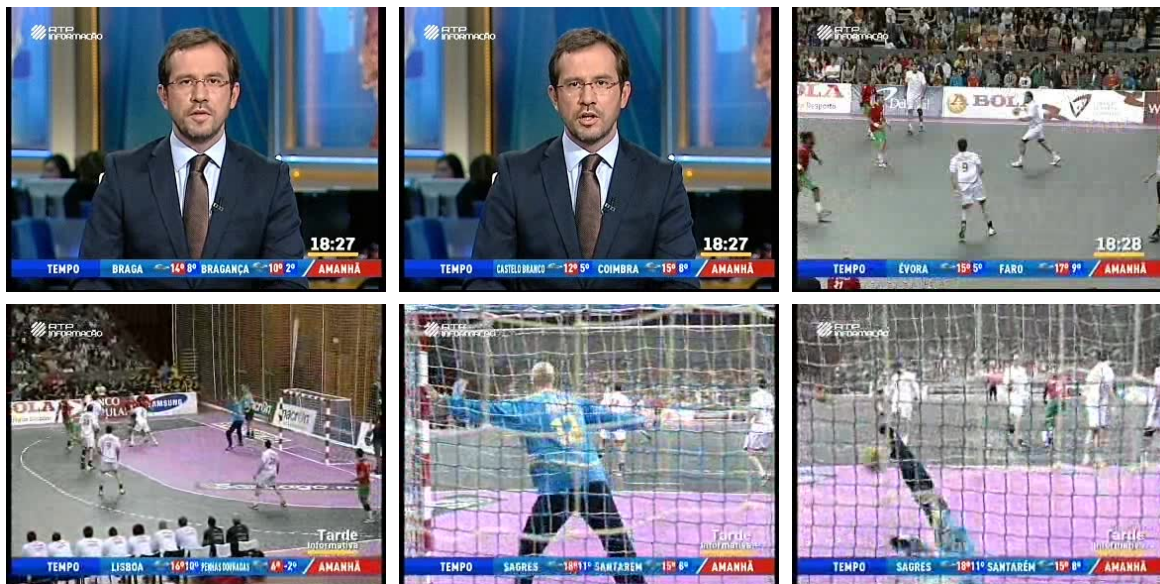 RTP
INFORMAÇÃO
18:27
TEMPO BRAGA 14º 8º BRAGANÇA 10º 2º AMANHÃ
RTP
INFORMAÇÃO
18:27
TEMPO CASTELO BRANCO 12º 5º COIMBRA 15º 8º AMANHÃ
RTP
INFORMAÇÃO
BOLA
9
18:28
TEMPO ÉVORA 15º 5º FARO 17º 9º AMANHÃ
RTP
INFORMAÇÃO
SAMSUNG
nacron
Tarde
Informativa
TEMPO LISBOA 16º 10º PENHAS DOURADAS 6º -2º AMANHÃ
RTP
INFORMAÇÃO
Tarde
Informativa
TEMPO SAGRES 18º 11º SANTARÉM 15º 6º AMANHÃ
RTP
INFORMAÇÃO
Tarde
Informativa
TEMPO SAGRES 18º 11º SANTARÉM 15º 8º AMANHÃ